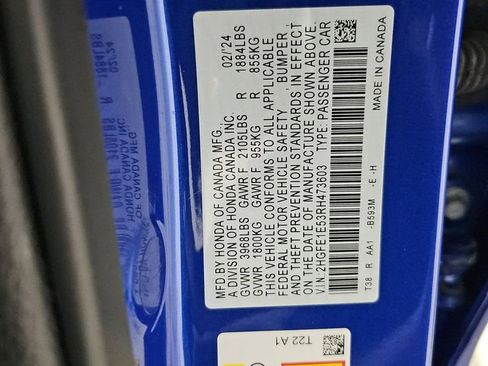 MFD BY HONDA OF CANADA MFG. 02/24
A DIVISION OF HONDA CANADA INC.
GVWR 3968LBS GAWR F 2105LBS R 1884LBS
GVWR 1800KG GAWR F 955KG R 855KG
THIS VEHICLE CONFORMS TO ALL APPLICABLE
FEDERAL MOTOR VEHICLE SAFETY, BUMPER,
AND THEFT PREVENTION STANDARDS IN EFFECT
ON THE DATE OF MANUFACTURE SHOWN ABOVE.
V.I.N.: 2HGFE1E53RH473603 TYPE: PASSENGER CAR
T38 R AA1 -B593M -E -H
MADE IN CANADA
T22 A1